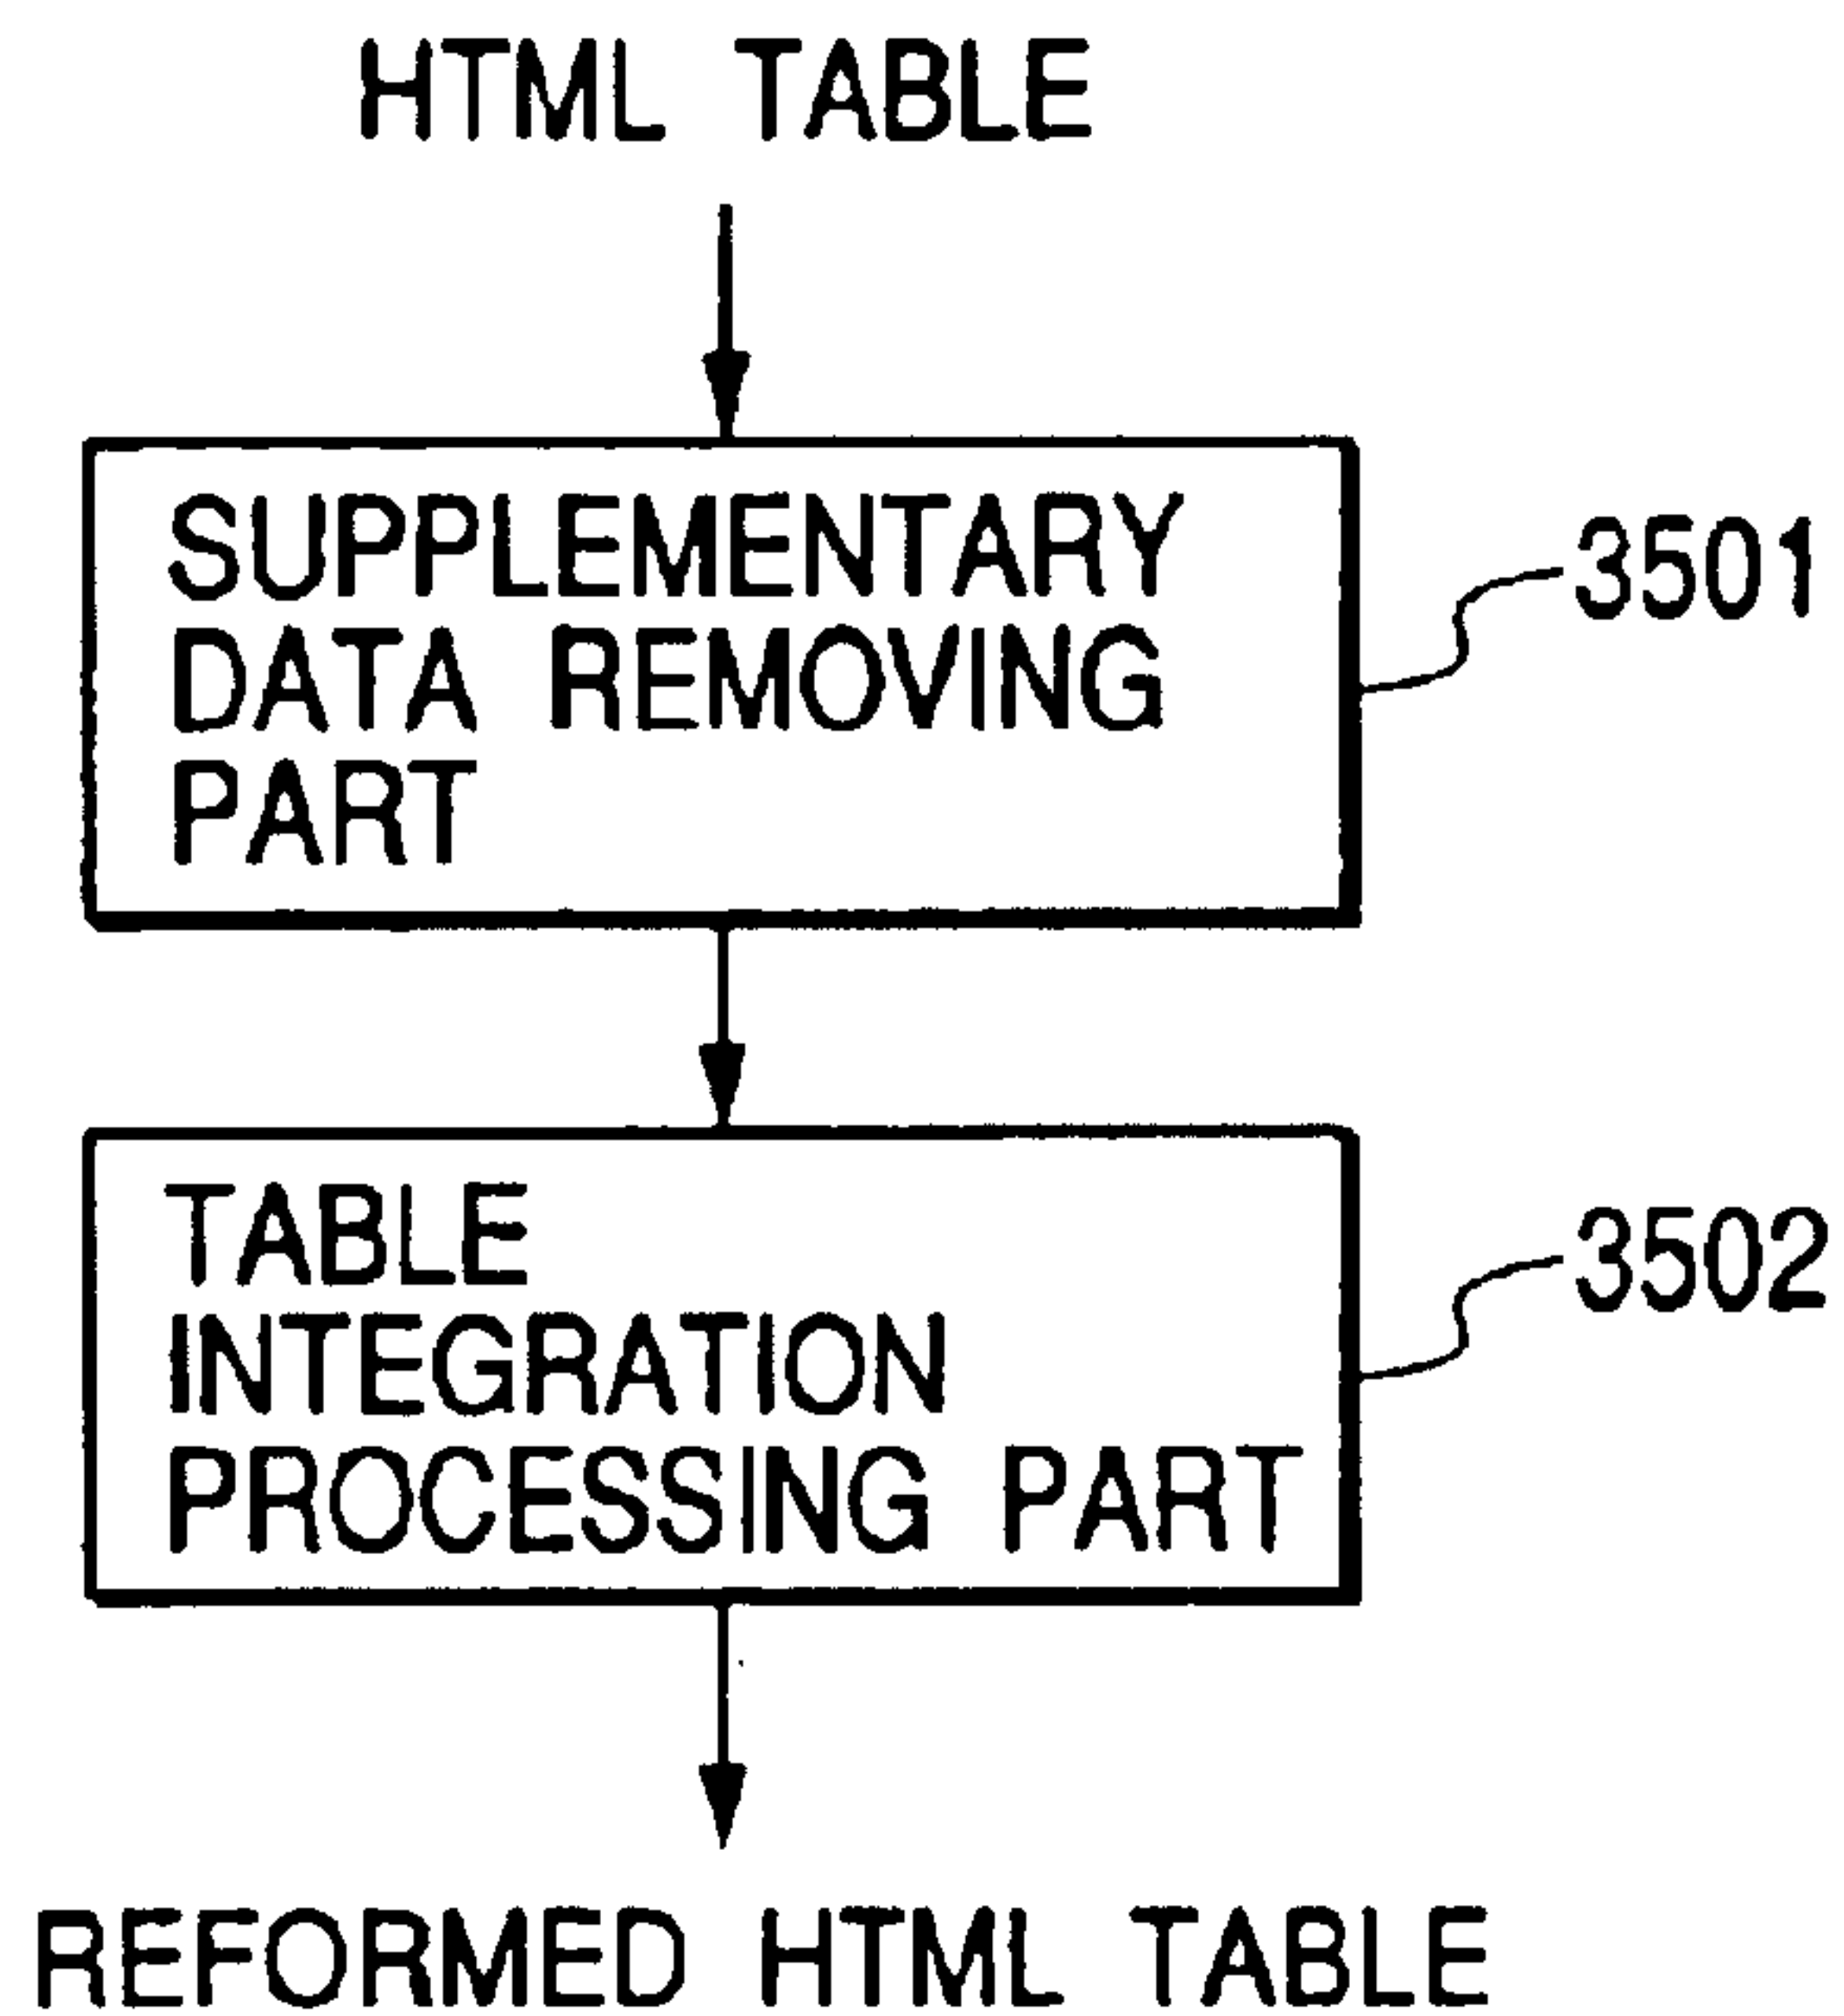 HTML TABLE
SUPPLEMENTARY
DATA REMOVING
PART
3501
TABLE
INTEGRATION
PROCESSING PART
3502
REFORMED HTML TABLE